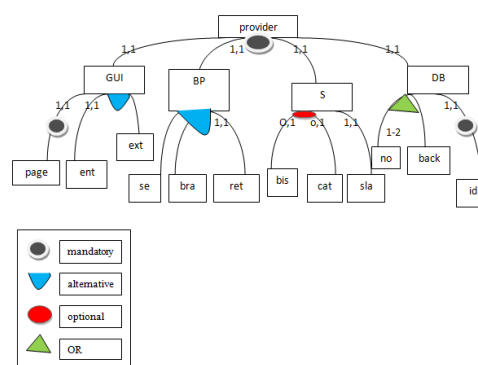 provider
1,1 1,1 1,1 1,1
GUI BP S DB
1,1 1,1 1,1 O,1 o,1 1,1 1,1
1-2
page ent ext se bra ret bis cat sla no back id
mandatory
alternative
optional
OR